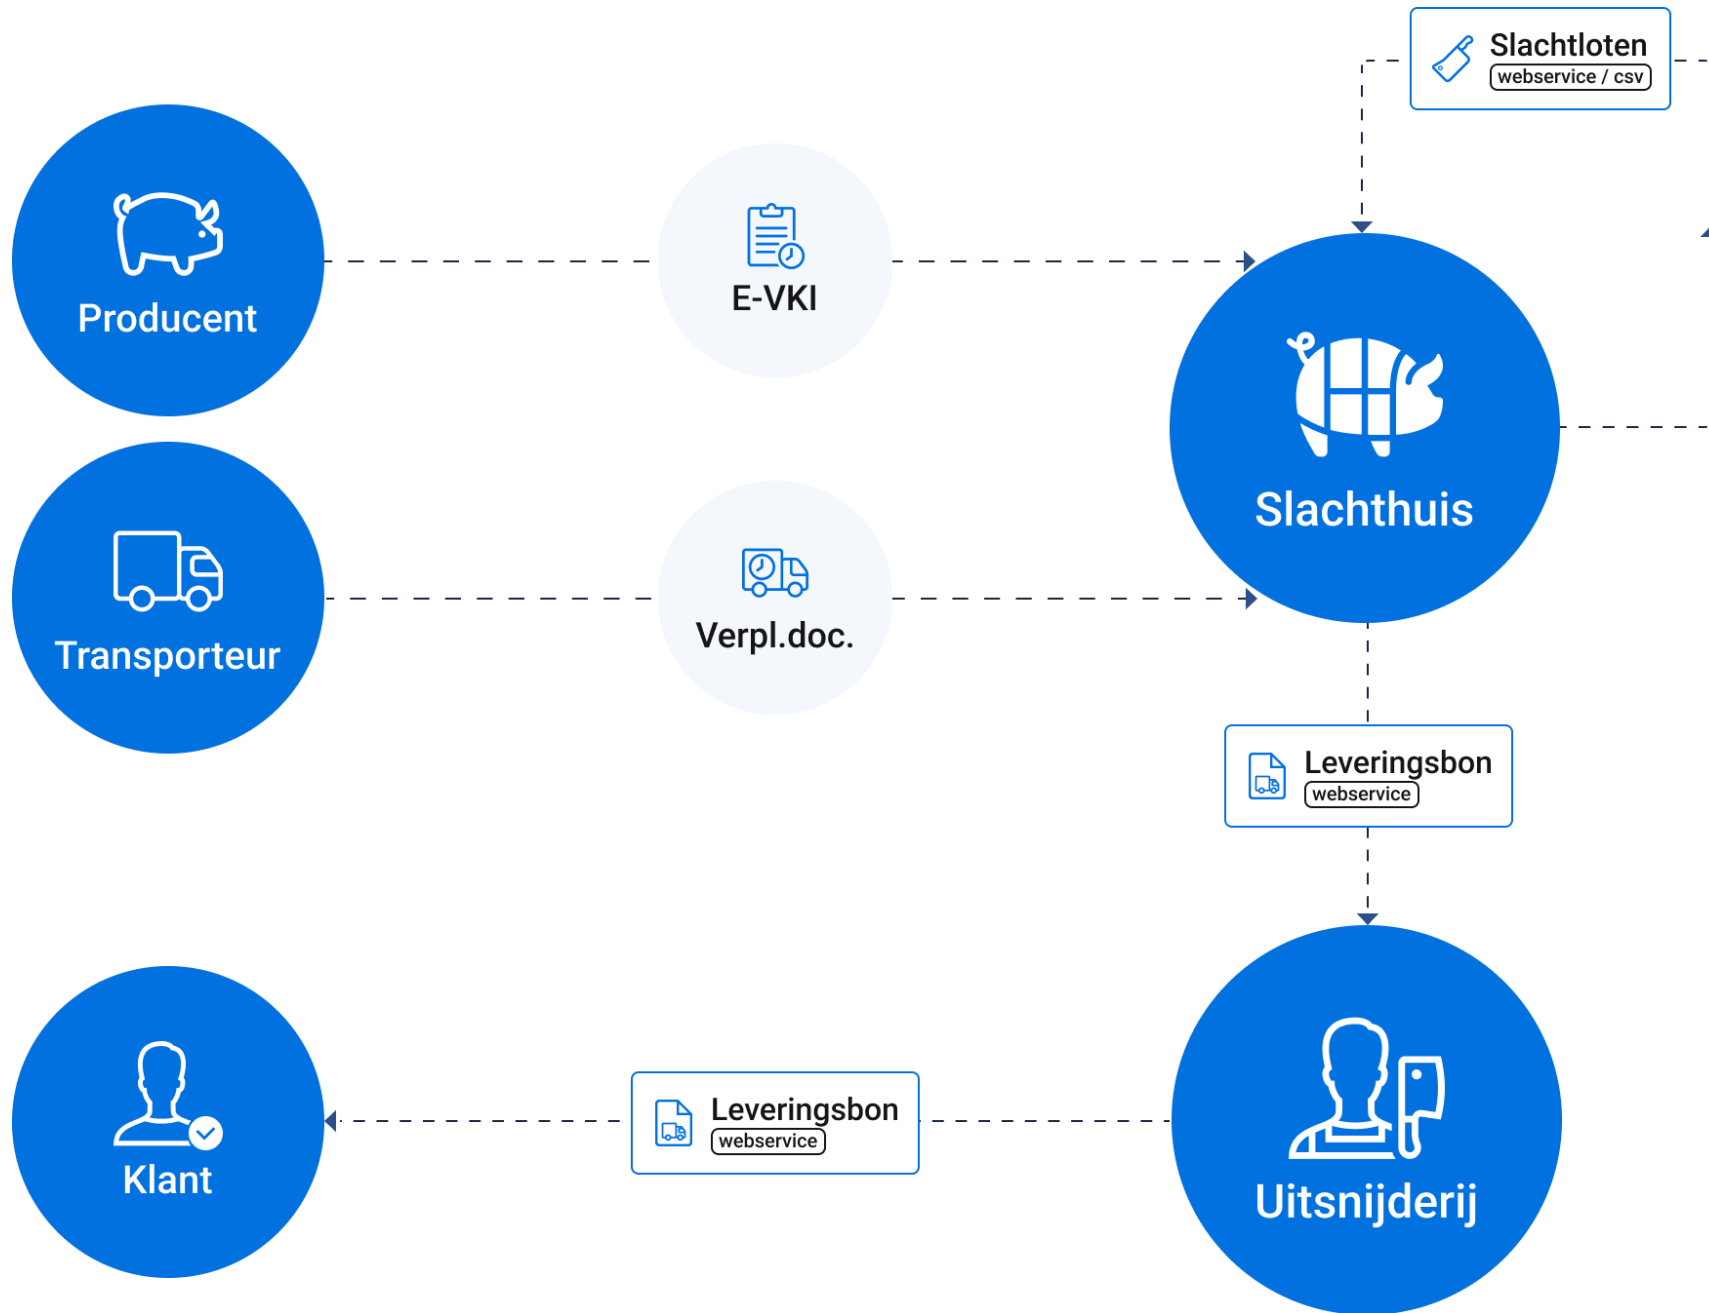 Slachtloten
webservice / csv
Producent
E-VKI
Slachthuis
Transporteur
Verpl.doc.
Leveringsbon
webservice
Klant
Leveringsbon
webservice
Uitsnijderij